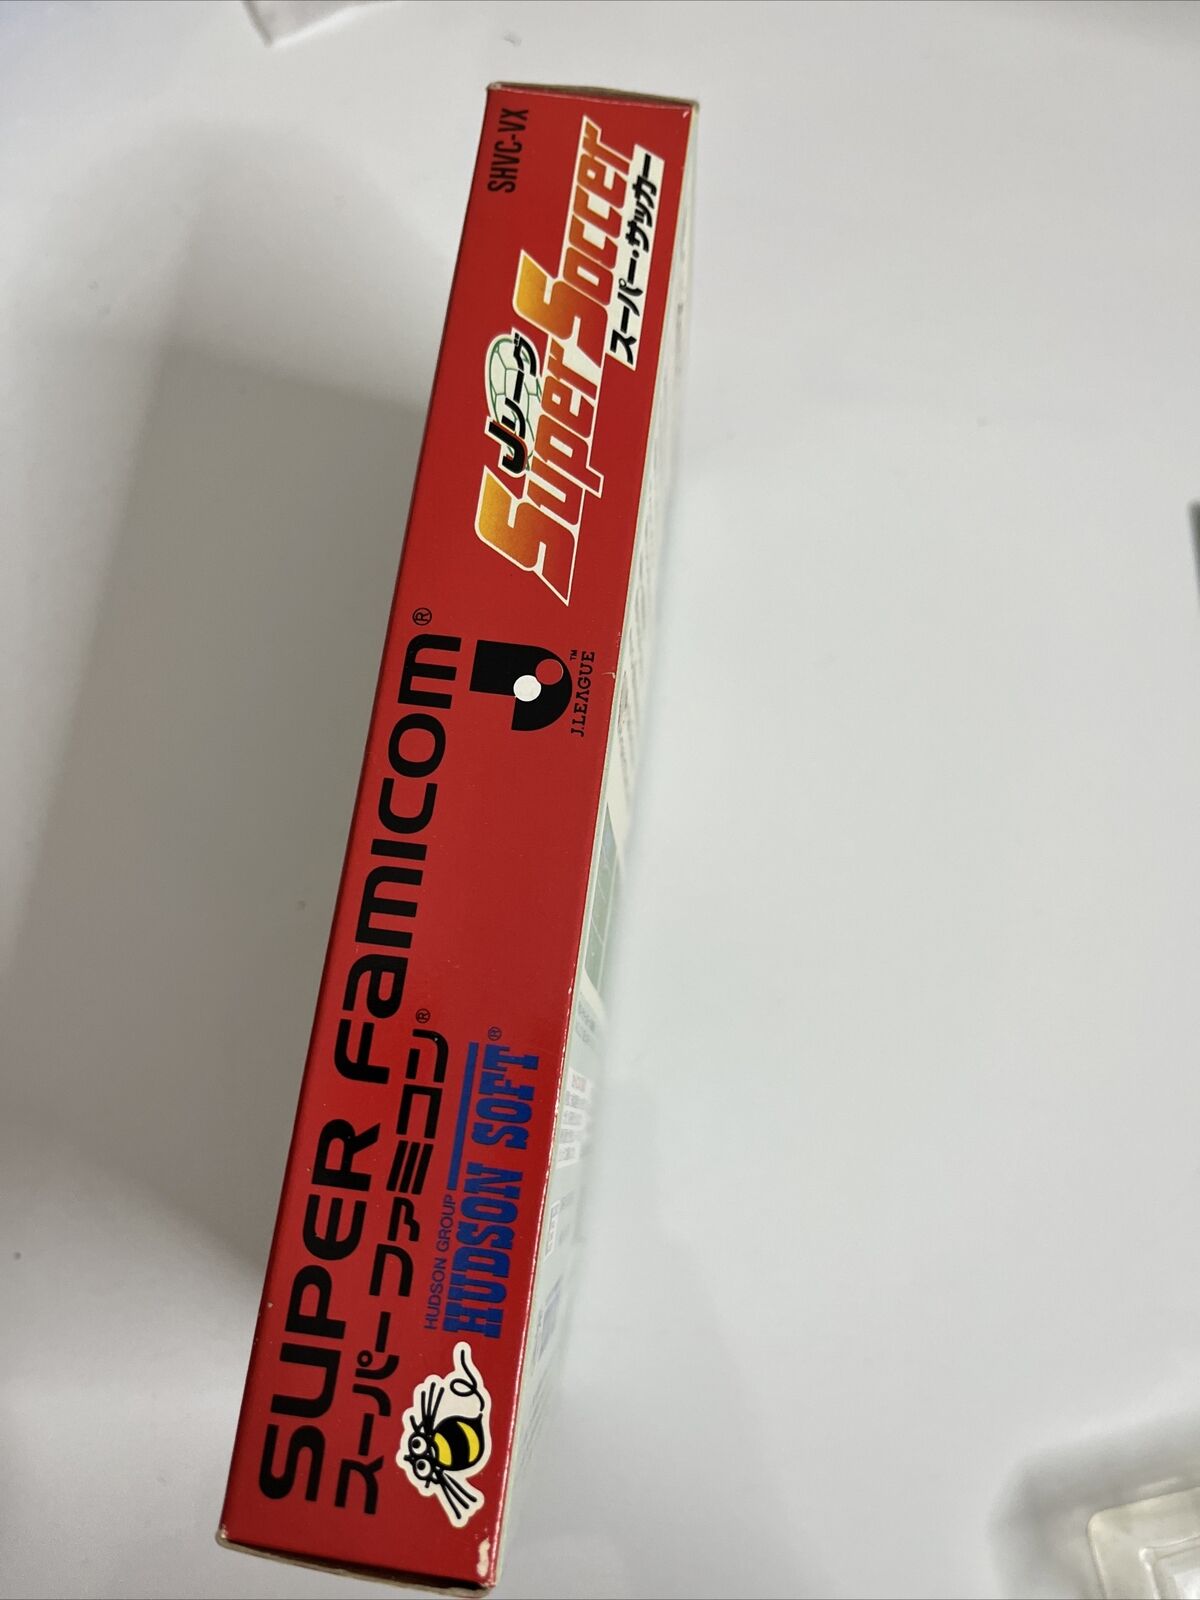 SUPER FAMICOM®
スーパー ファミコン®
HUDSON GROUP
HUDSON SOFT®
J.LEAGUE™
SHVC-VX
Jリーグ
Super Soccer
スーパー・サッカー